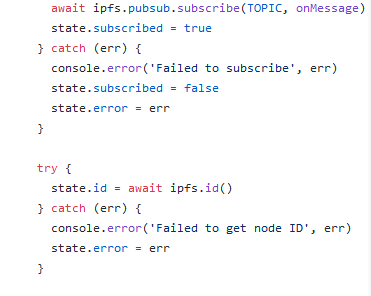 await ipfs.pubsub.subscribe(TOPIC, onMessage)
state.subscribed = true
} catch (err) {
console.error('Failed to subscribe', err)
state.subscribed = false
state.error = err
}
try {
state.id = await ipfs.id()
} catch (err) {
console.error('Failed to get node ID', err)
state.error = err
}